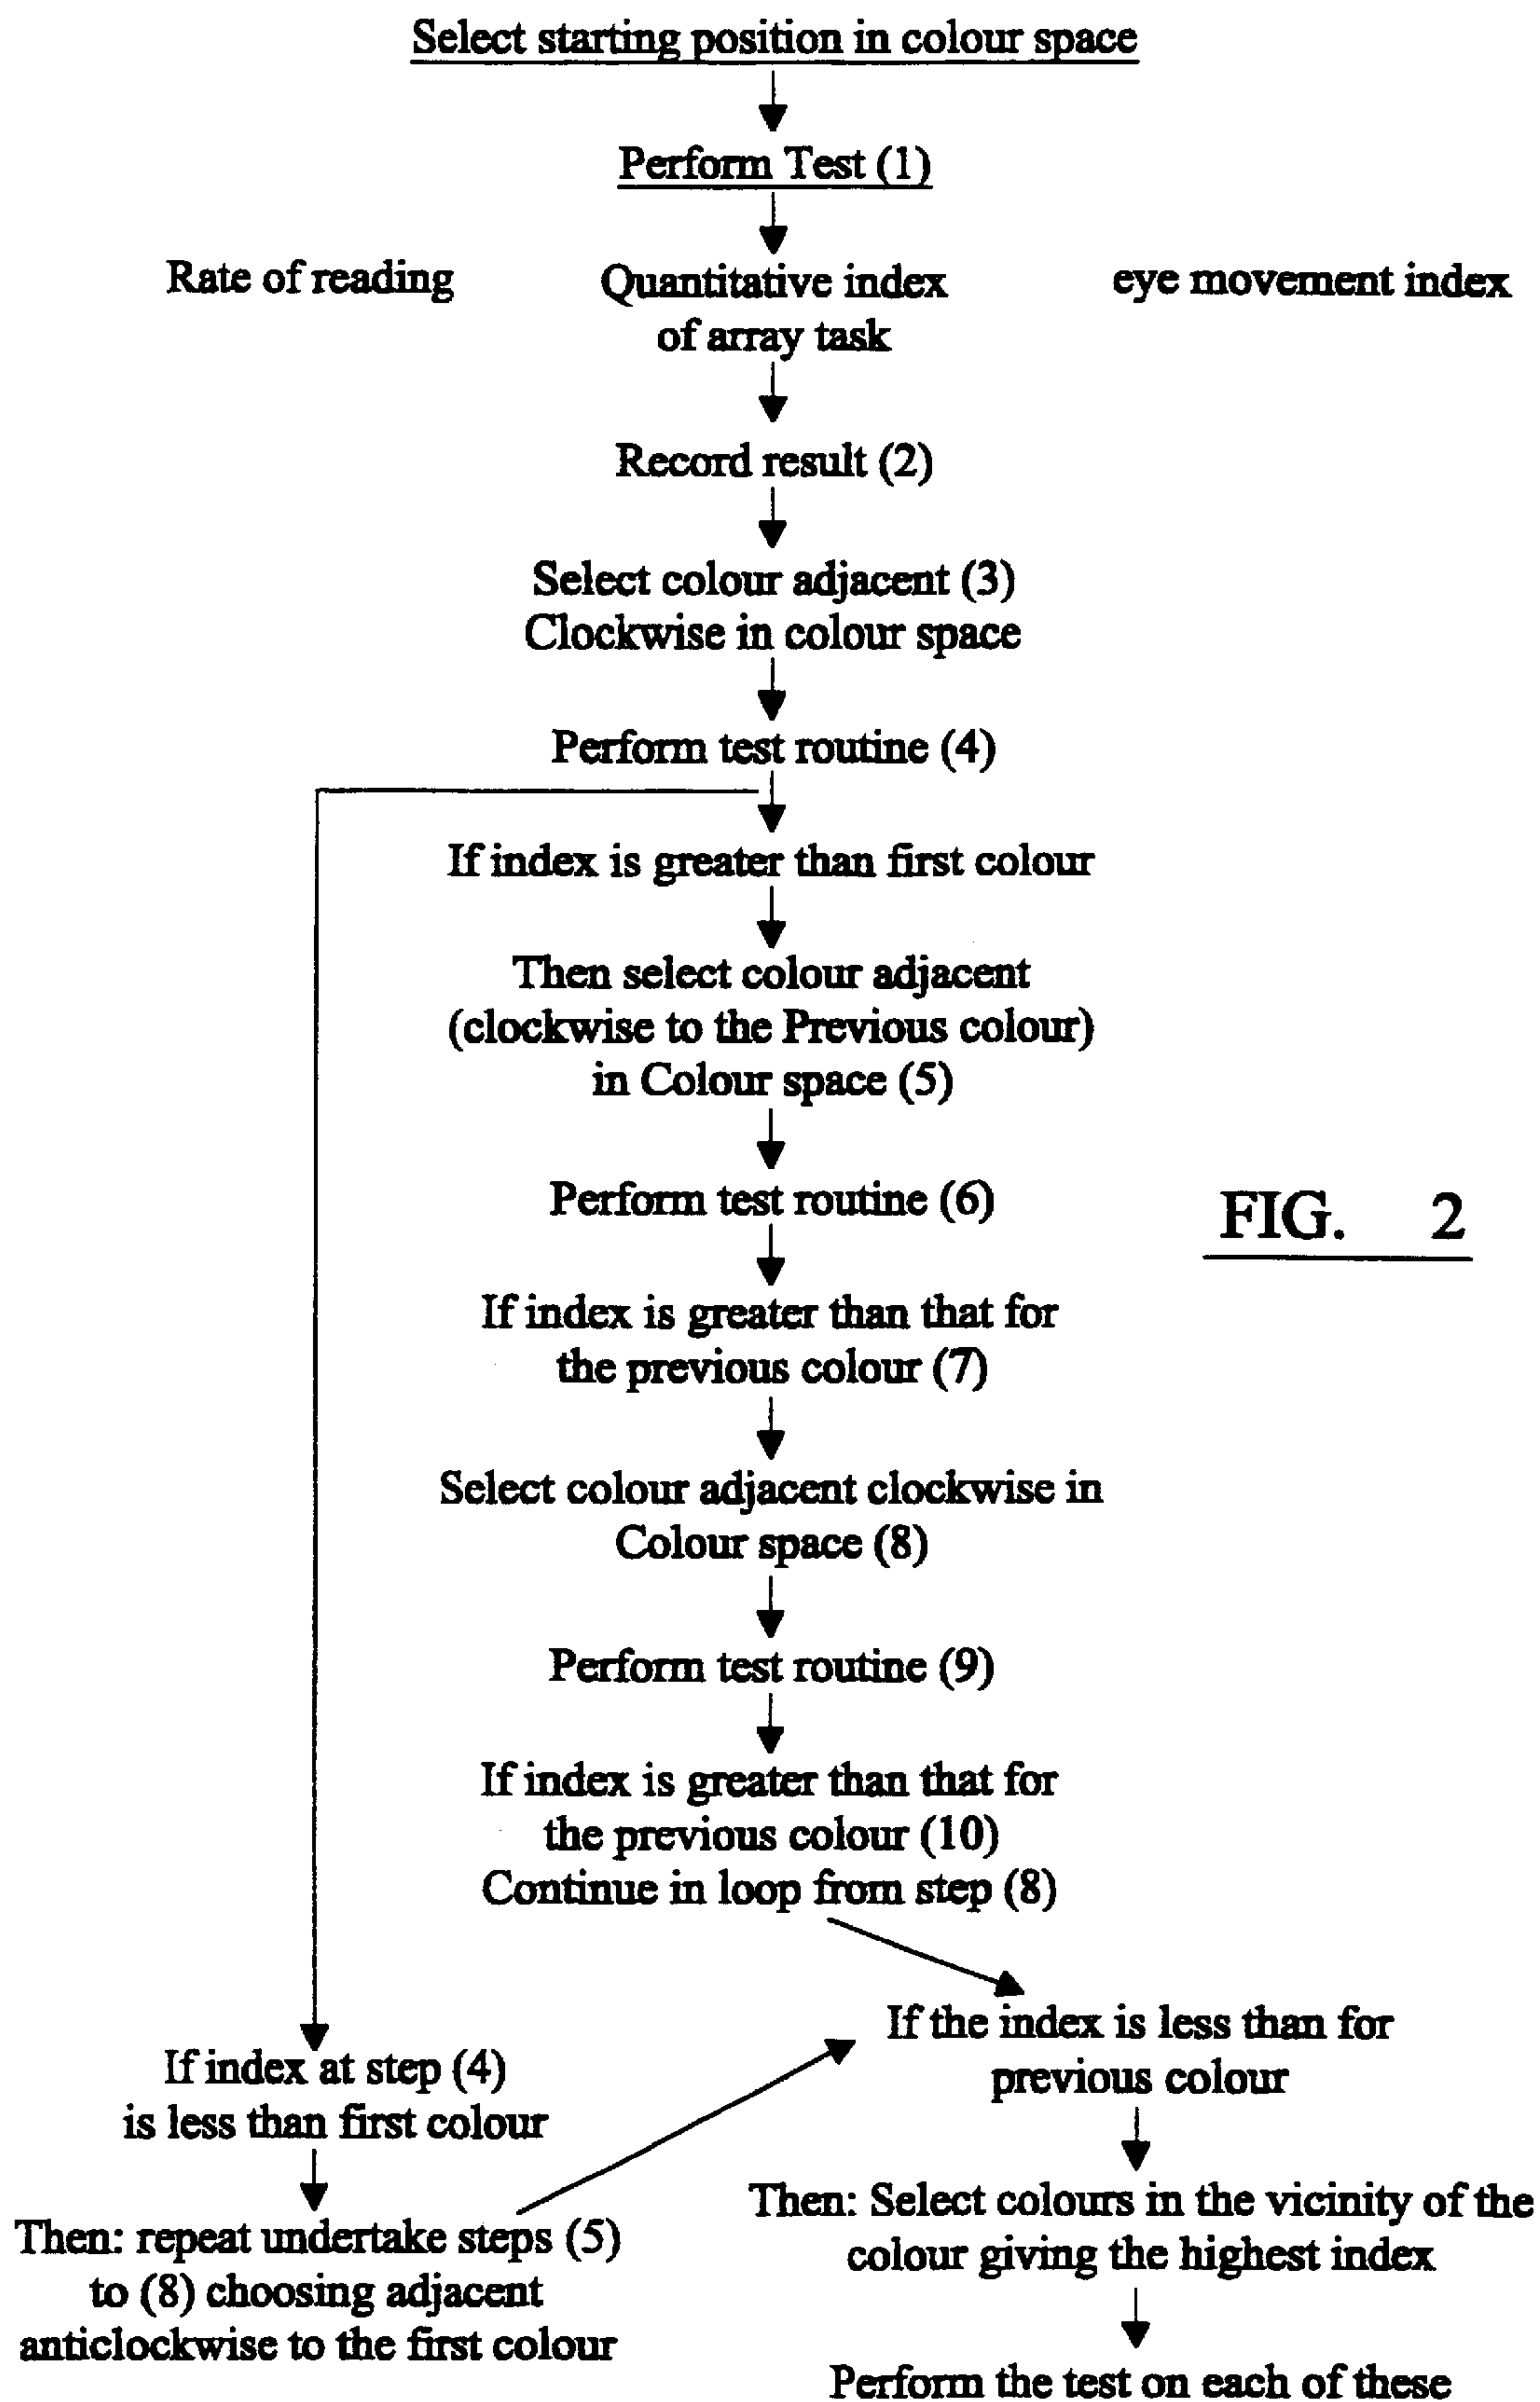 Select starting position in colour space
Perform Test (1)
Rate of reading
Quantitative index
of array task
eye movement index
Record result (2)
Select colour adjacent (3)
Clockwise in colour space
Perform test routine (4)
If index is greater than first colour
Then select colour adjacent
(clockwise to the Previous colour)
in Colour space (5)
Perform test routine (6)
FIG. 2
If index is greater than that for
the previous colour (7)
Select colour adjacent clockwise in
Colour space (8)
Perform test routine (9)
If index is greater than that for
the previous colour (10)
Continue in loop from step (8)
If index at step (4)
is less than first colour
Then: repeat undertake steps (5)
to (8) choosing adjacent
anticlockwise to the first colour
If the index is less than for
previous colour
Then: Select colours in the vicinity of the
colour giving the highest index
Perform the test on each of these